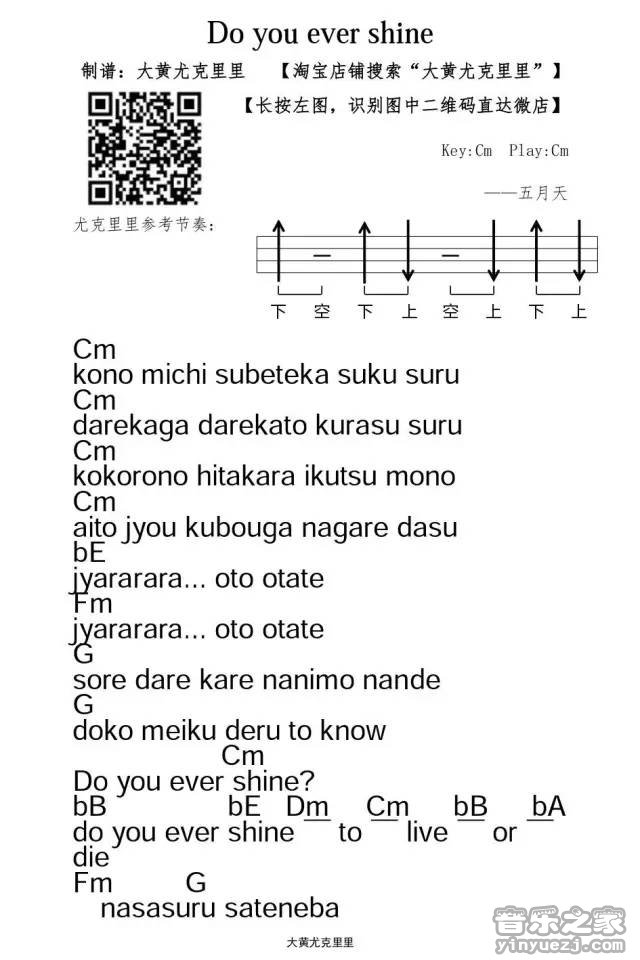 Do you ever shine
制谱：大黄尤克里里 【淘宝店铺搜索“大黄尤克里里”】
【长按左图，识别图中二维码直达微店】
Key:Cm Play:Cm
——五月天
尤克里里参考节奏：
下 空 下 上 空 上 下 上
Cm
kono michi subeteka suku suru
Cm
darekaga darekato kurasu suru
Cm
kokorono hitakara ikutsu mono
Cm
aito jyou kubouga nagare dasu
bE
jyararara... oto otate
Fm
jyararara... oto otate
G
sore dare kare nanimo nande
G
doko meiku deru to know
Cm
Do you ever shine?
bB bE Dm Cm bB bA
do you ever shine __ to __ live __ or __
die
Fm G
nasasuru sateneba
大黄尤克里里
音乐之家
yinyuezj.com